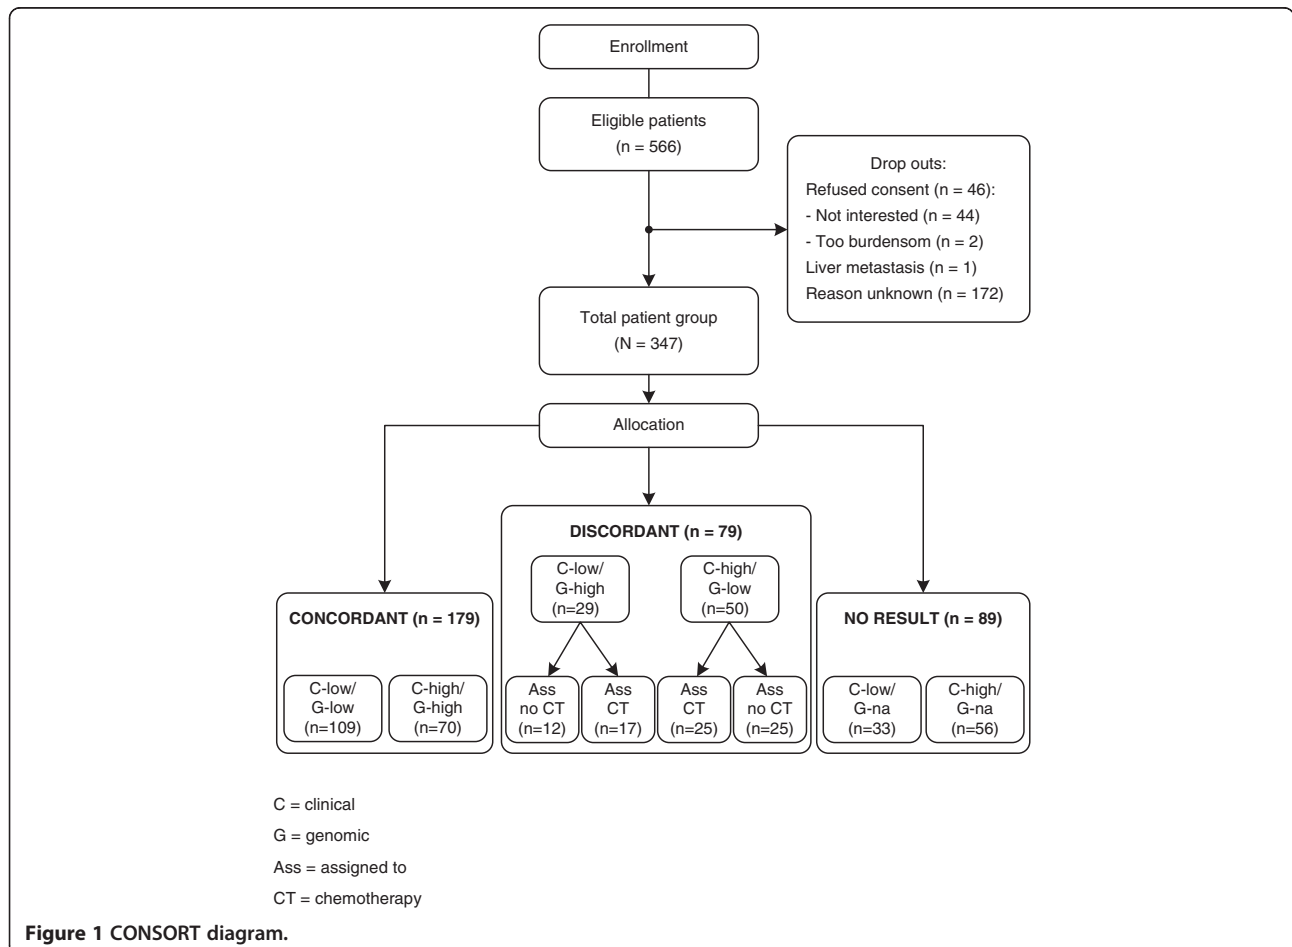 Enrollment
Eligible patients
(n = 566)
Drop outs:
Refused consent (n = 46):
- Not interested (n = 44)
- Too burdensom (n = 2)
Liver metastasis (n = 1)
Reason unknown (n = 172)
Total patient group
(N = 347)
Allocation
CONCORDANT (n = 179)
C-low/
G-low
(n=109)
C-high/
G-high
(n=70)
DISCORDANT (n = 79)
C-low/
G-high
(n=29)
C-high/
G-low
(n=50)
Ass
no CT
(n=12)
Ass
CT
(n=17)
Ass
CT
(n=25)
Ass
no CT
(n=25)
NO RESULT (n = 89)
C-low/
G-na
(n=33)
C-high/
G-na
(n=56)
C = clinical
G = genomic
Ass = assigned to
CT = chemotherapy
Figure 1 CONSORT diagram.